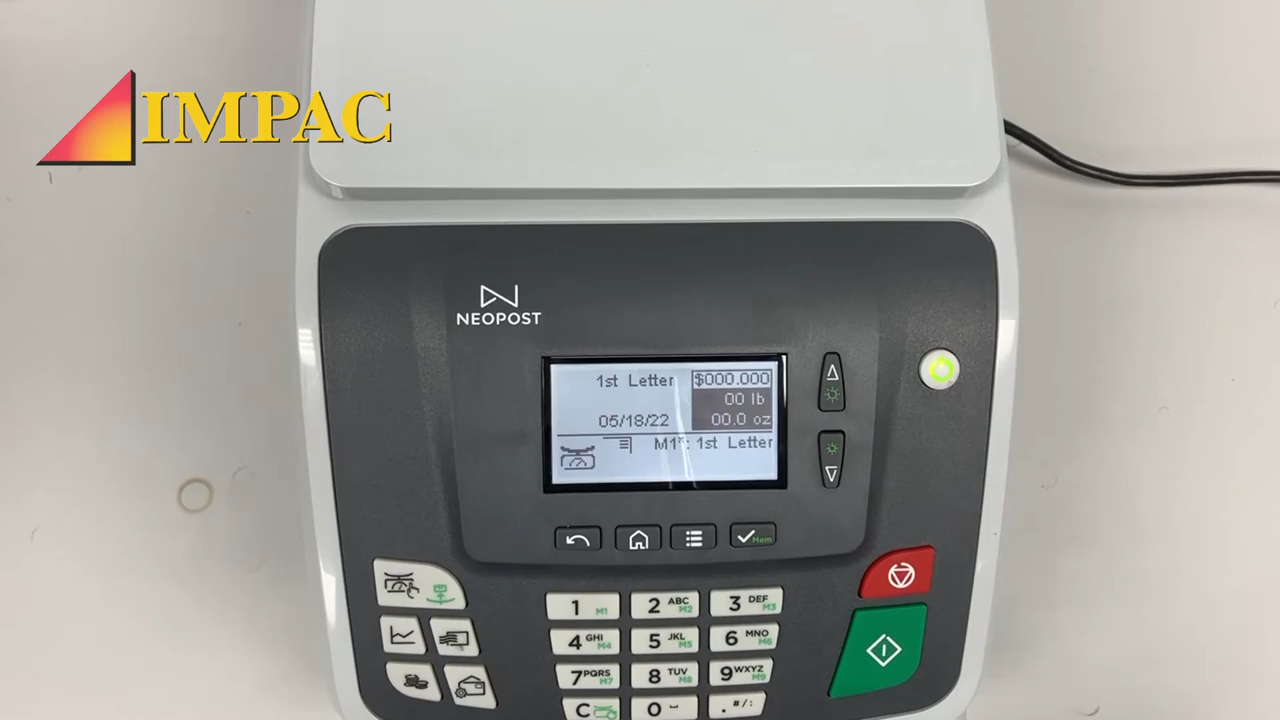 IMPAC
NEOPOST
1st Letter $000.000
00 lb
05/18/22 00.0 oz
M1*: 1st Letter
Mem
1 M1 2 ABC M2 3 DEF M3
4 GHI M4 5 JKL M5 6 MNO M6
7 PQRS M7 8 TUV M8 9 WXYZ M9
C 0 . #/: